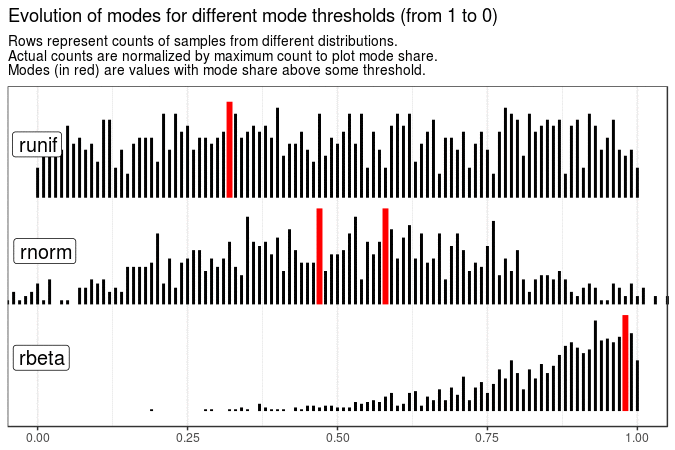 Evolution of modes for different mode thresholds (from 1 to 0)
Rows represent counts of samples from different distributions.
Actual counts are normalized by maximum count to plot mode share.
Modes (in red) are values with mode share above some threshold.
runif
rnorm
rbeta
0.00 0.25 0.50 0.75 1.00